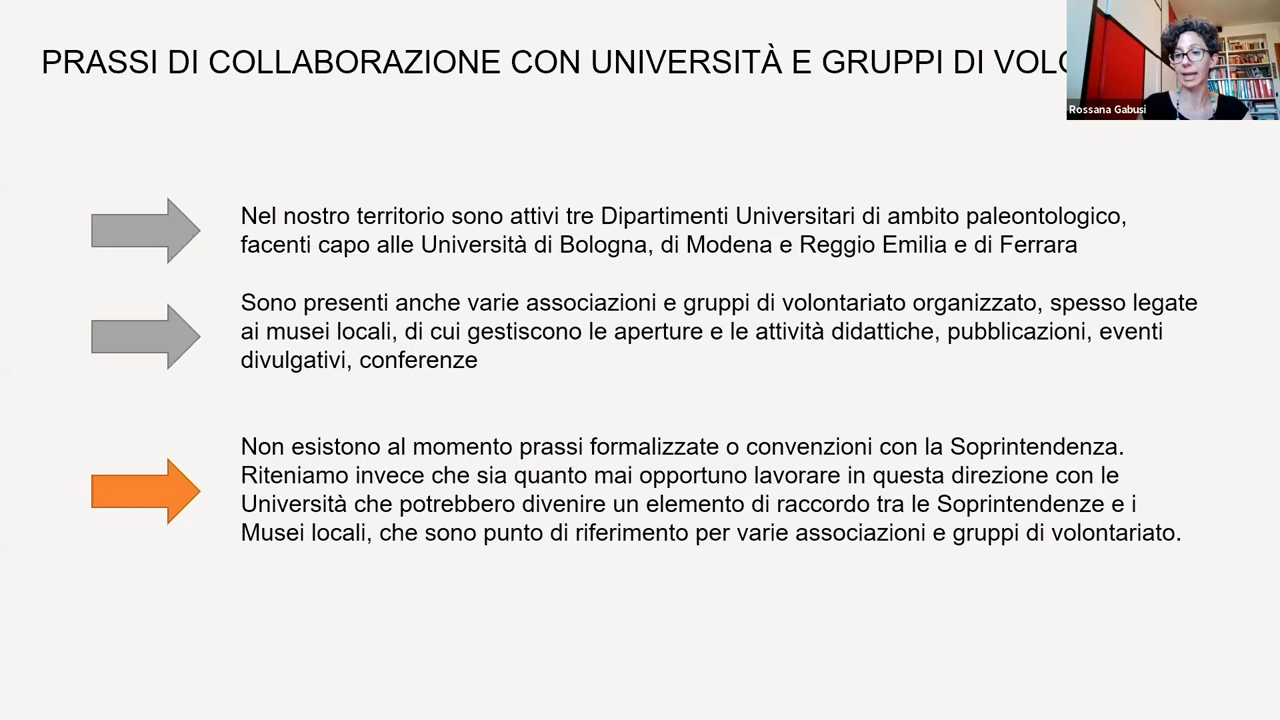 PRASSI DI COLLABORAZIONE CON UNIVERSITÀ E GRUPPI DI
Rossana Gabusi
Nel nostro territorio sono attivi tre Dipartimenti Universitari di ambito paleontologico,
facenti capo alle Università di Bologna, di Modena e Reggio Emilia e di Ferrara
Sono presenti anche varie associazioni e gruppi di volontariato organizzato, spesso legate
ai musei locali, di cui gestiscono le aperture e le attività didattiche, pubblicazioni, eventi
divulgativi, conferenze
Non esistono al momento prassi formalizzate o convenzioni con la Soprintendenza.
Riteniamo invece che sia quanto mai opportuno lavorare in questa direzione con le
Università che potrebbero divenire un elemento di raccordo tra le Soprintendenze e i
Musei locali, che sono punto di riferimento per varie associazioni e gruppi di volontariato.